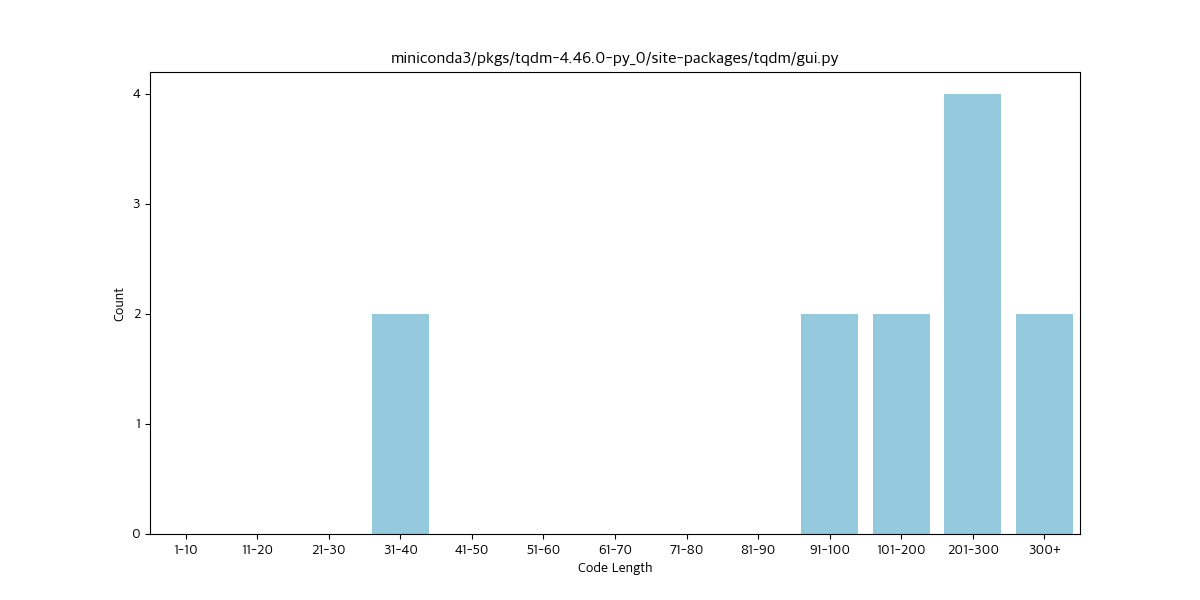 miniconda3/pkgs/tqdm-4.46.0-py_0/site-packages/tqdm/gui.py
4
3
2
1
0
Count
1-10 11-20 21-30 31-40 41-50 51-60 61-70 71-80 81-90 91-100 101-200 201-300 300+
Code Length